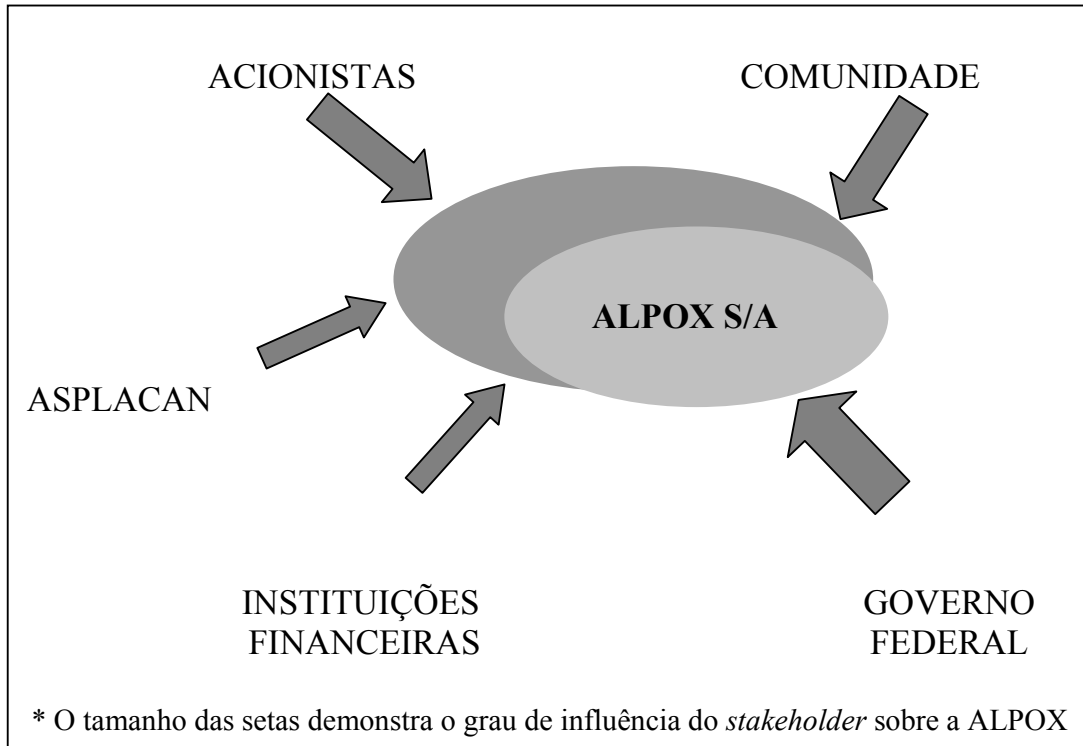 ACIONISTAS
COMUNIDADE
ALPOX S/A
ASPLACAN
INSTITUIÇÕES
FINANCEIRAS
GOVERNO
FEDERAL
* O tamanho das setas demonstra o grau de influência do stakeholder sobre a ALPOX